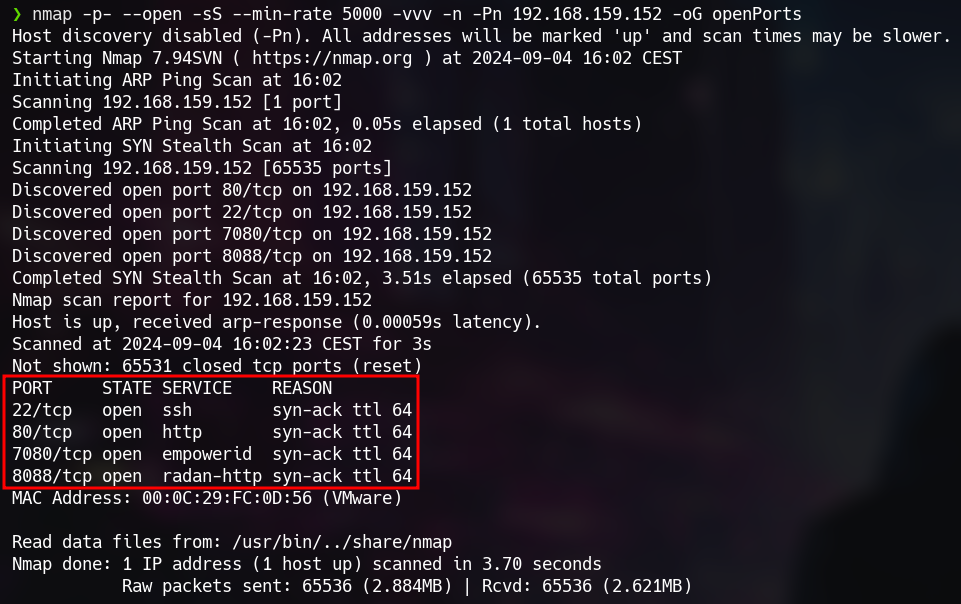 ❯ nmap -p- --open -sS --min-rate 5000 -vvv -n -Pn 192.168.159.152 -oG openPorts
Host discovery disabled (-Pn). All addresses will be marked 'up' and scan times may be slower.
Starting Nmap 7.94SVN ( https://nmap.org ) at 2024-09-04 16:02 CEST
Initiating ARP Ping Scan at 16:02
Scanning 192.168.159.152 [1 port]
Completed ARP Ping Scan at 16:02, 0.05s elapsed (1 total hosts)
Initiating SYN Stealth Scan at 16:02
Scanning 192.168.159.152 [65535 ports]
Discovered open port 80/tcp on 192.168.159.152
Discovered open port 22/tcp on 192.168.159.152
Discovered open port 7080/tcp on 192.168.159.152
Discovered open port 8088/tcp on 192.168.159.152
Completed SYN Stealth Scan at 16:02, 3.51s elapsed (65535 total ports)
Nmap scan report for 192.168.159.152
Host is up, received arp-response (0.00059s latency).
Scanned at 2024-09-04 16:02:23 CEST for 3s
Not shown: 65531 closed tcp ports (reset)
PORT     STATE SERVICE    REASON
22/tcp   open  ssh        syn-ack ttl 64
80/tcp   open  http       syn-ack ttl 64
7080/tcp open  empowerid  syn-ack ttl 64
8088/tcp open  radan-http syn-ack ttl 64
MAC Address: 00:0C:29:FC:0D:56 (VMware)
Read data files from: /usr/bin/../share/nmap
Nmap done: 1 IP address (1 host up) scanned in 3.70 seconds
           Raw packets sent: 65536 (2.884MB) | Rcvd: 65536 (2.621MB)